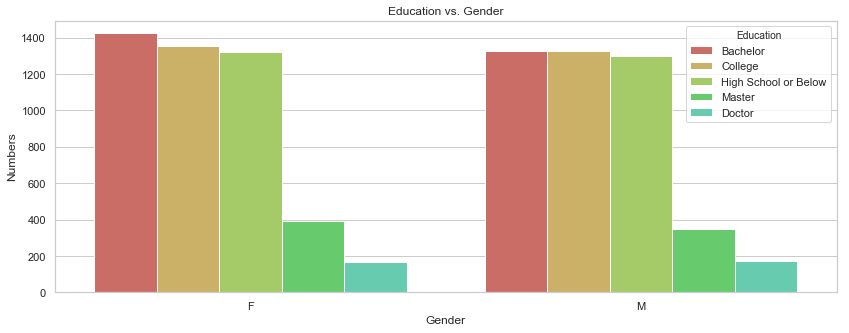 Education vs. Gender
Education
Bachelor
College
High School or Below
Master
Doctor
Numbers
1400
1200
1000
800
600
400
200
0
F
M
Gender